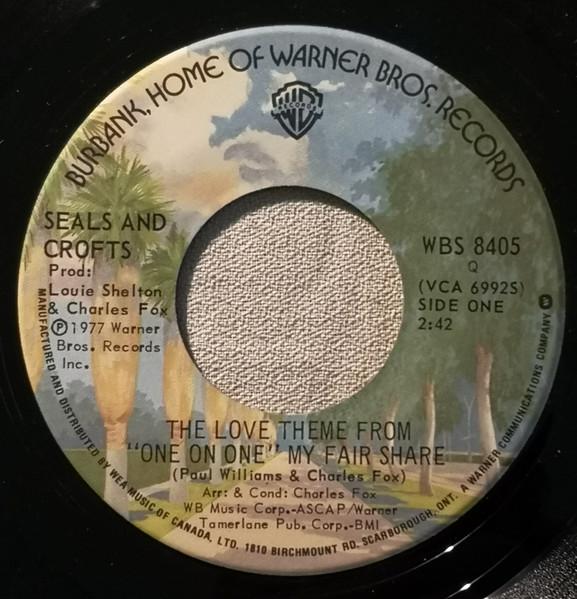 BURBANK, HOME OF WARNER BROS. RECORDS
W
RECORDS
SEALS AND
CROFTS
Prod:
Louie Shelton
& Charles Fox
Ⓟ1977 Warner
Bros. Records
Inc.
WBS 8405
Q
(VCA 6992S)
SIDE ONE
2:42
THE LOVE THEME FROM
"ONE ON ONE" MY FAIR SHARE
(Paul Williams & Charles Fox)
Arr: & Cond: Charles Fox
WB Music Corp.-ASCAP/Warner
Tamerlane Pub. Corp.-BMI
MANUFACTURED AND DISTRIBUTED BY WEA MUSIC OF CANADA, LTD. 1810 BIRCHMOUNT RD. SCARBOROUGH, ONT. A WARNER COMMUNICATIONS COMPANY